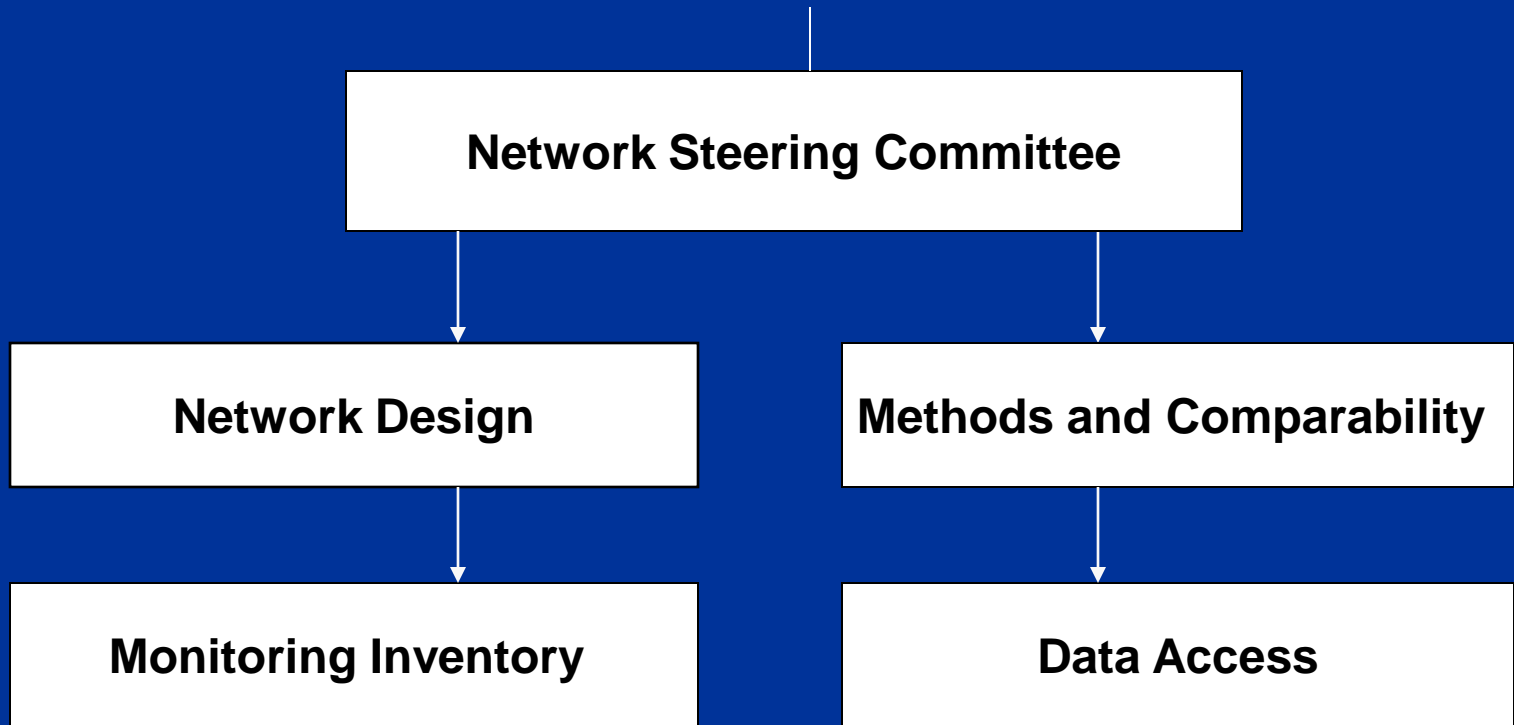 Network Steering Committee
Network Design
Methods and Comparability
Monitoring Inventory
Data Access